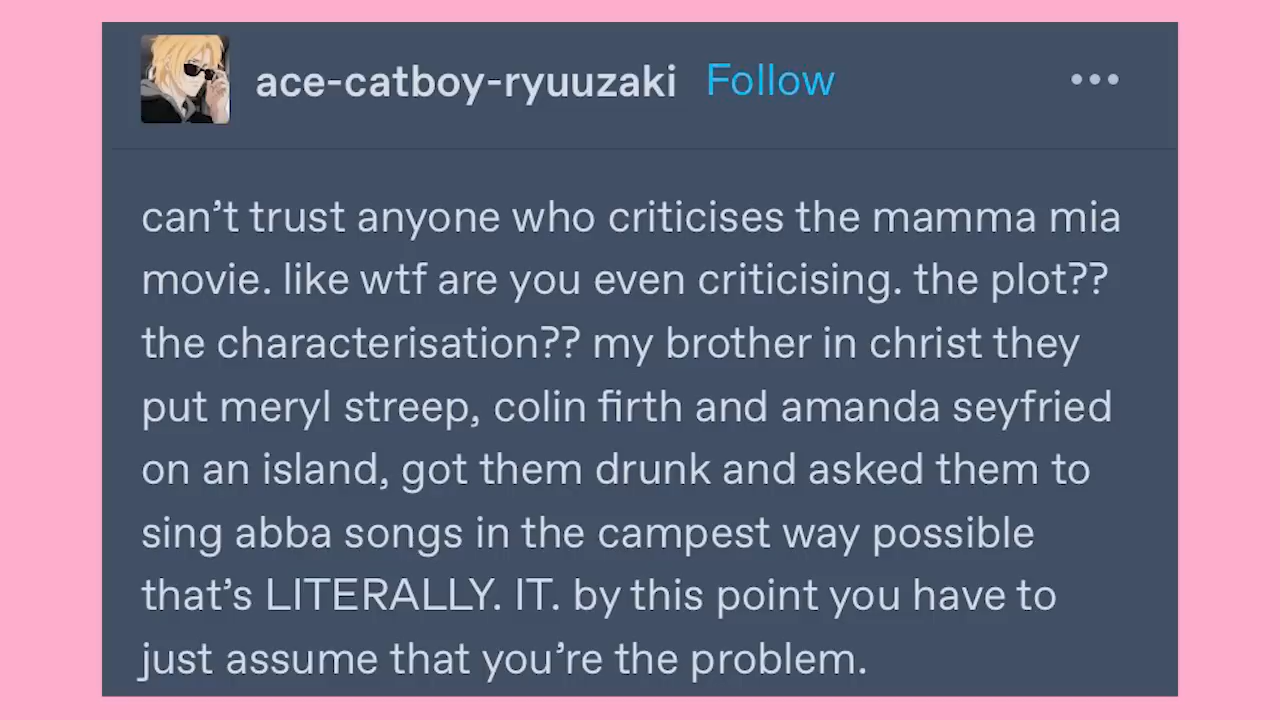 ace-catboy-ryuuzaki Follow
can't trust anyone who criticises the mamma mia
movie. like wtf are you even criticising. the plot??
the characterisation?? my brother in christ they
put meryl streep, colin firth and amanda seyfried
on an island, got them drunk and asked them to
sing abba songs in the campest way possible
that's LITERALLY. IT. by this point you have to
just assume that you're the problem.